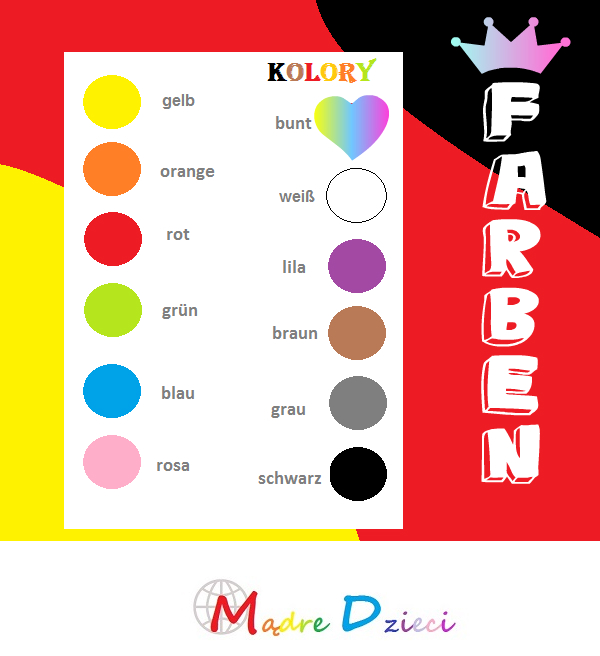 KOLORY
gelb
orange
rot
grün
blau
rosa
bunt
weiß
lila
braun
grau
schwarz
FARBEN
Mądre Dzieci